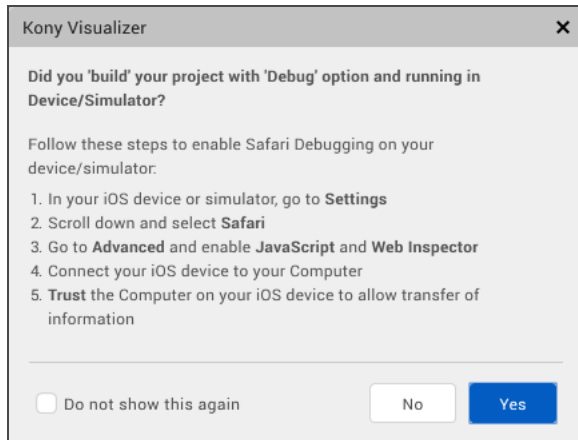 Kony Visualizer
Did you 'build' your project with 'Debug' option and running in
Device/Simulator?
Follow these steps to enable Safari Debugging on your
device/simulator:
1. In your iOS device or simulator, go to Settings
2. Scroll down and select Safari
3. Go to Advanced and enable JavaScript and Web Inspector
4. Connect your iOS device to your Computer
5. Trust the Computer on your iOS device to allow transfer of
information
Do not show this again
No
Yes